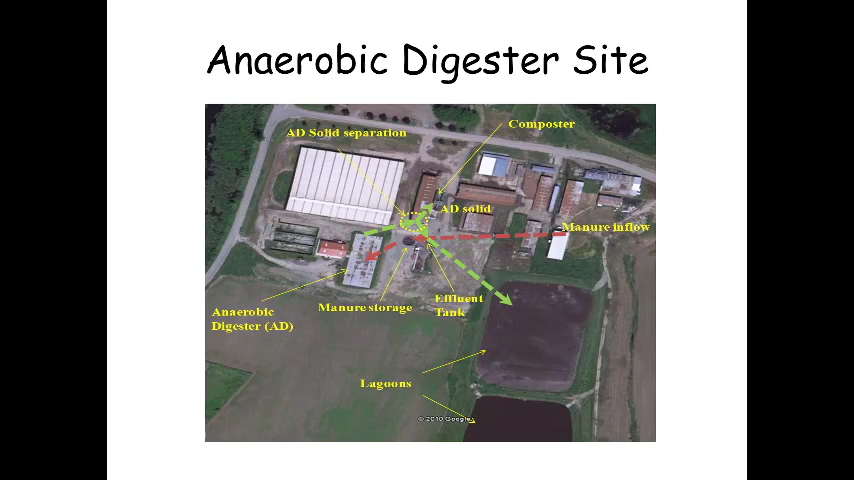 Anaerobic Digester Site
Composter
AD Solid separation
AD solid
Manure inflow
Effluent
Tank
Manure storage
Anaerobic
Digester (AD)
Lagoons
© 2010 Google